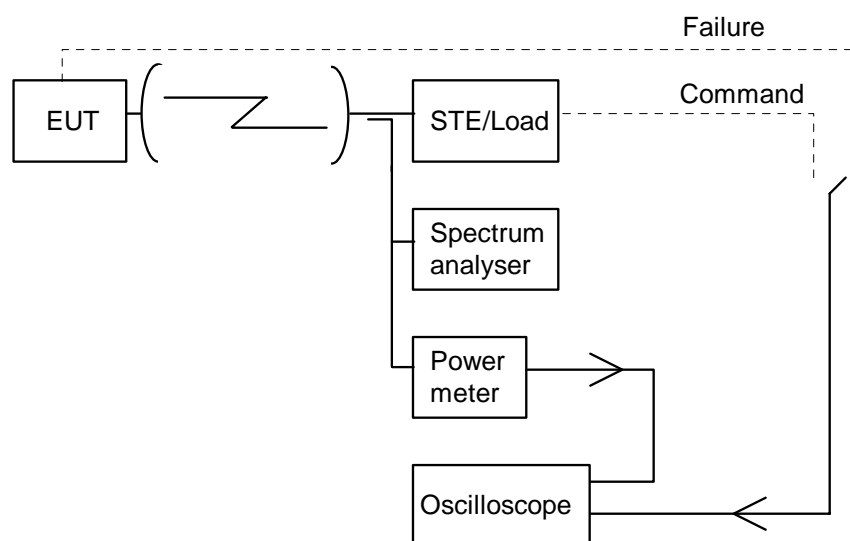 Failure
Command
EUT
STE/Load
Spectrum
analyser
Power
meter
Oscilloscope